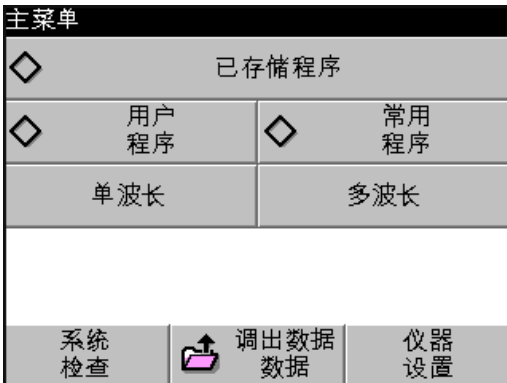 主菜单
已存储程序
用户 常用
程序 程序
单波长 多波长
系统 调出数据 仪器
检查 数据 设置